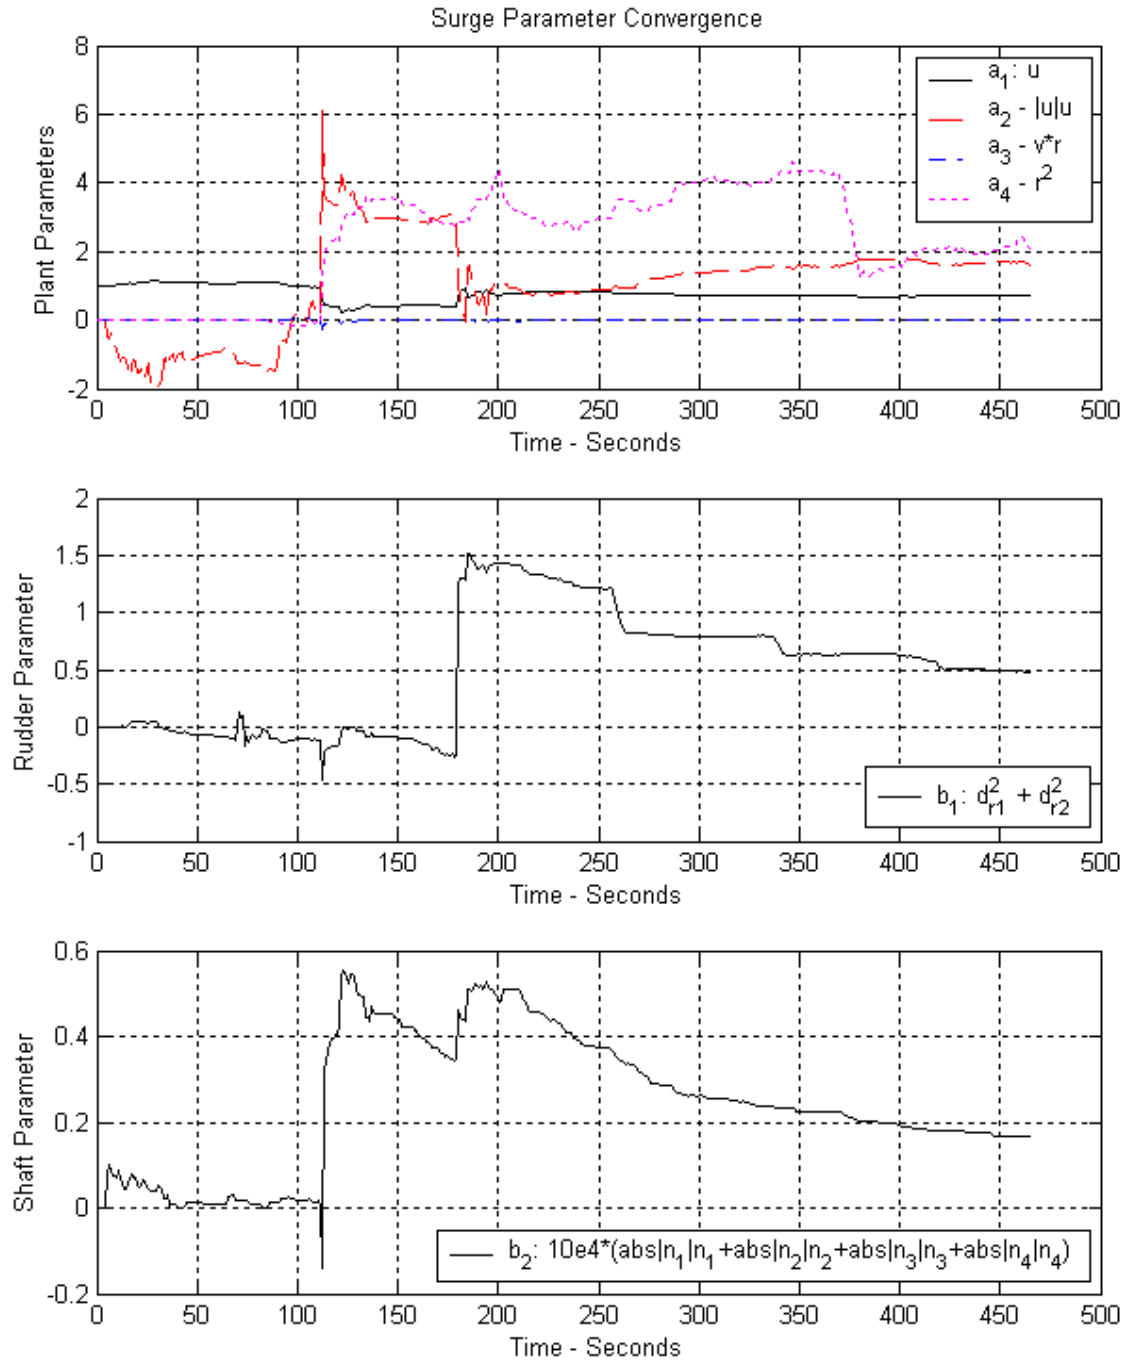 Surge Parameter Convergence
8
6
4
2
0
-2
Plant Parameters
a₁: u
a₂ - |u|u
a₃ - v*r
a₄ - r²
0 50 100 150 200 250 300 350 400 450 500
Time - Seconds
2
1.5
1
0.5
0
-0.5
-1
Rudder Parameter
b₁: d²r1 + d²r2
0 50 100 150 200 250 300 350 400 450 500
Time - Seconds
0.6
0.4
0.2
0
-0.2
Shaft Parameter
b₂: 10e4*(abs|n₁|n₁+abs|n₂|n₂+abs|n₃|n₃+abs|n₄|n₄)
0 50 100 150 200 250 300 350 400 450 500
Time - Seconds